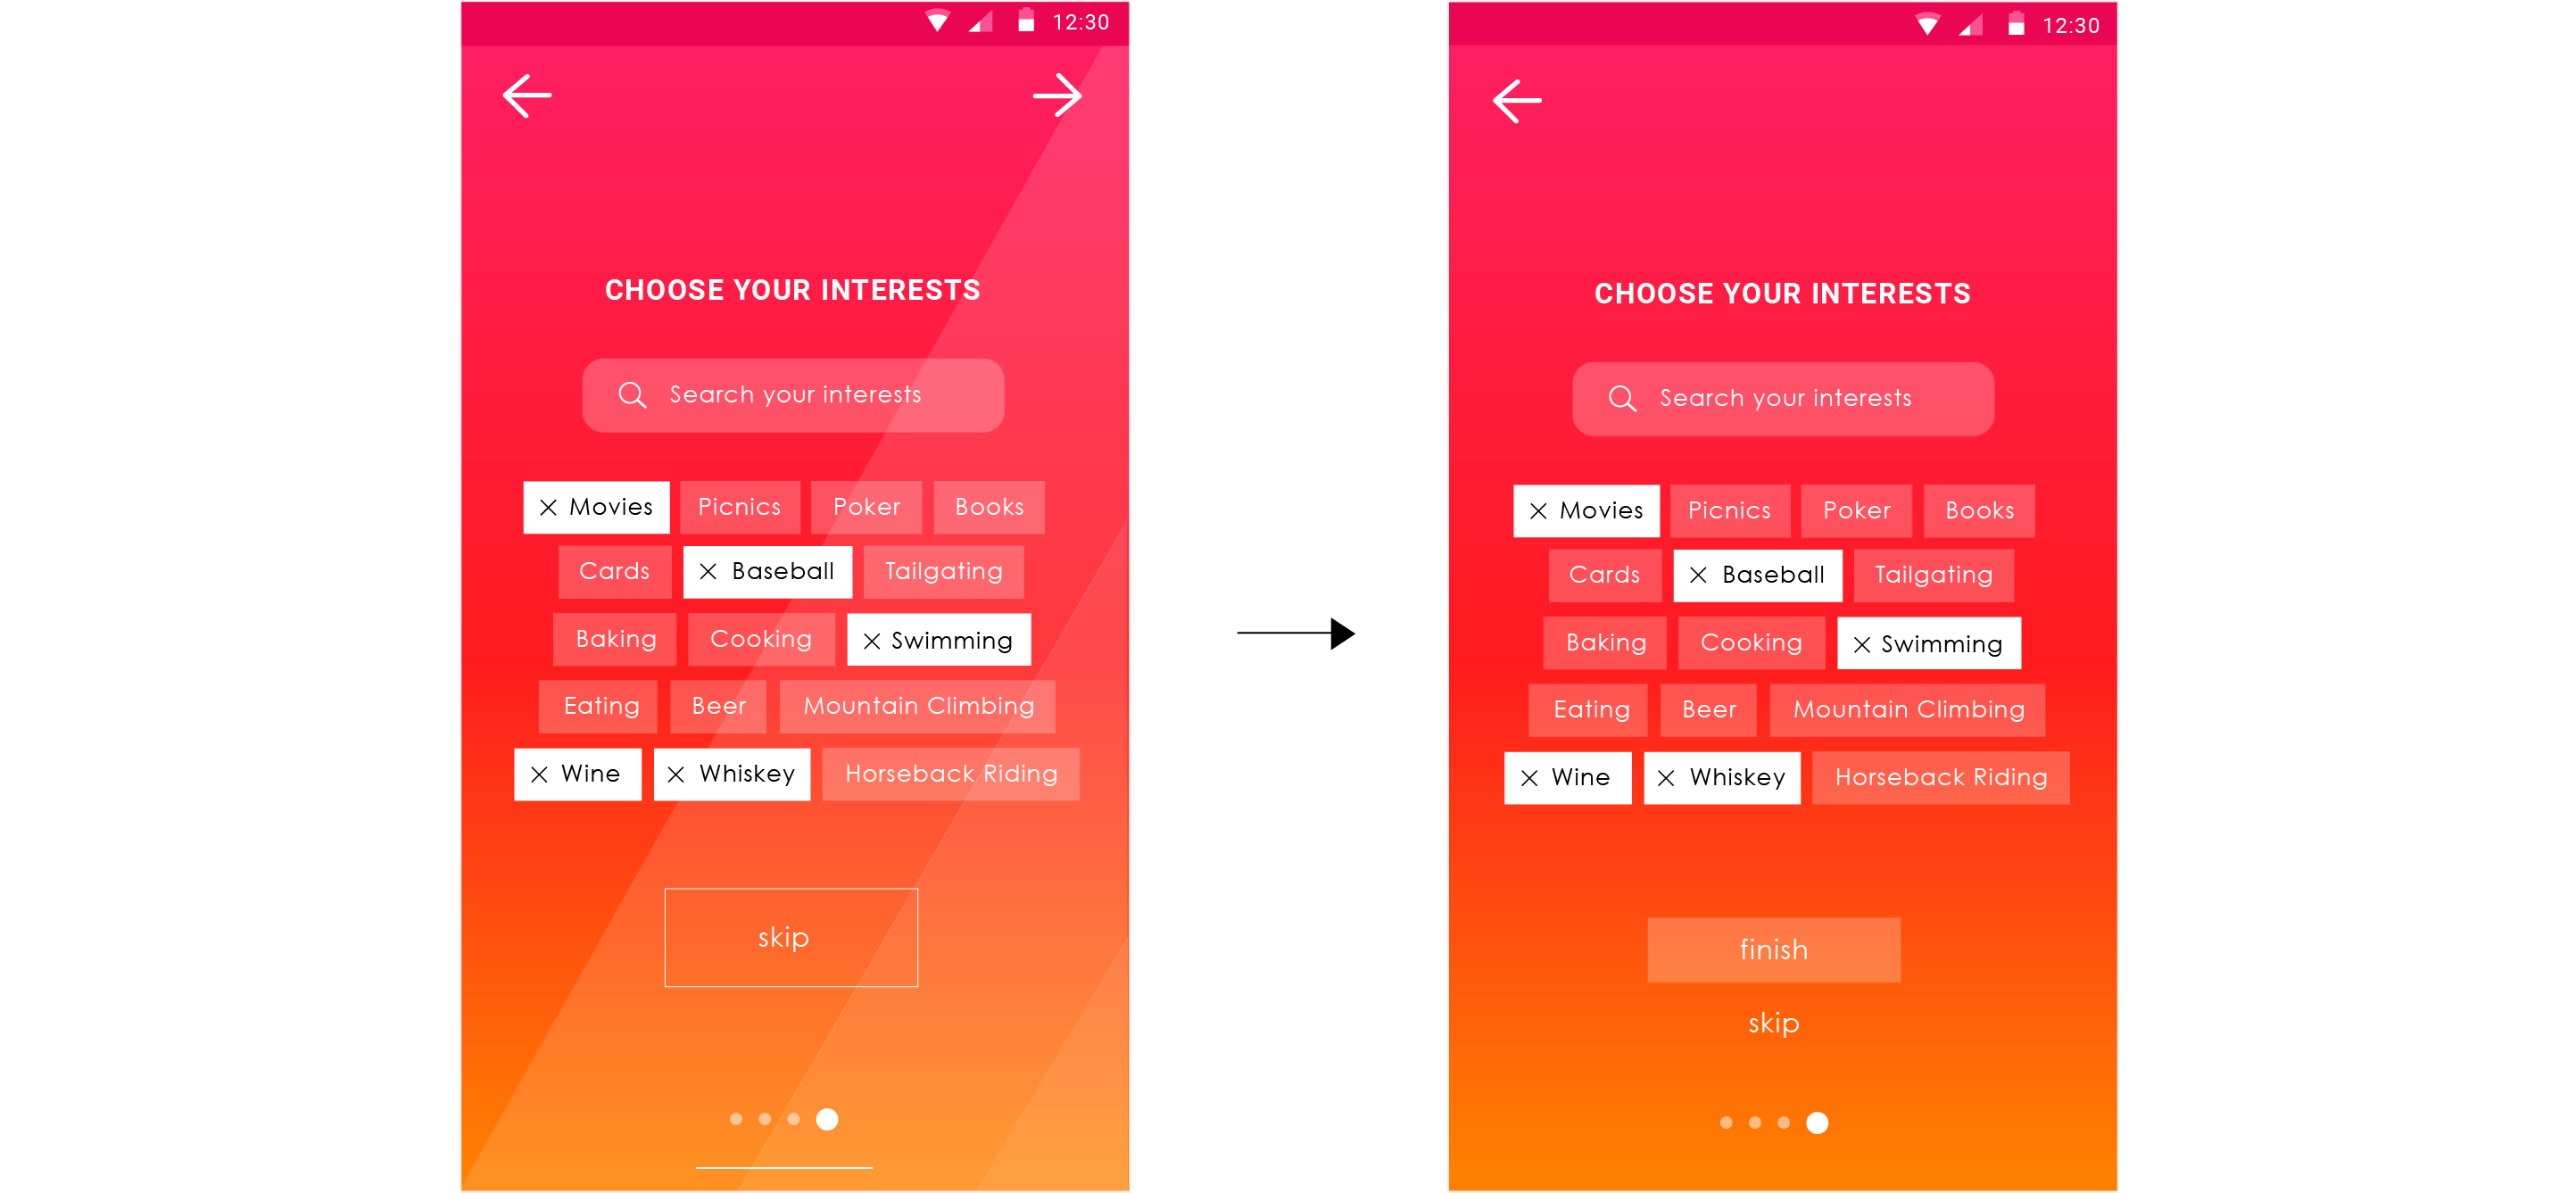 12:30
CHOOSE YOUR INTERESTS
Search your interests
Movies Picnics Poker Books
Cards Baseball Tailgating
Baking Cooking Swimming
Eating Beer Mountain Climbing
Wine Whiskey Horseback Riding
skip
12:30
CHOOSE YOUR INTERESTS
Search your interests
Movies Picnics Poker Books
Cards Baseball Tailgating
Baking Cooking Swimming
Eating Beer Mountain Climbing
Wine Whiskey Horseback Riding
finish
skip